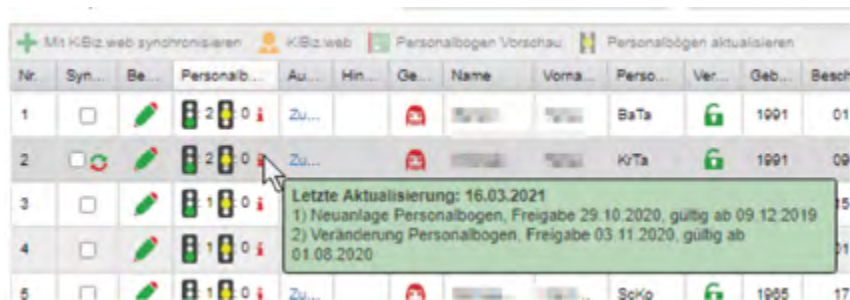 Mit KiBiz.web synchronisieren KiBiz.web Personalbogen Vorschau Personalbögen aktualisieren
Nr. Syn... Be... Personalb... Au... Hin... Ge... Name Vorna... Perso... Ver... Geb... Besch
1 : 2 : 0 i Zu... BaTa 1991 01
2 : 2 : 0 i Zu... KrTa 1991 09
Letzte Aktualisierung: 16.03.2021
3 : 1 : 0 i 15
1) Neuanlage Personalbogen, Freigabe 29.10.2020, gültig ab 09.12.2019
2) Veränderung Personalbogen, Freigabe 03.11.2020, gültig ab
4 : 1 : 0 i 01
01.08.2020
5 : 1 : 0 i Zu... ScKo 1965 17